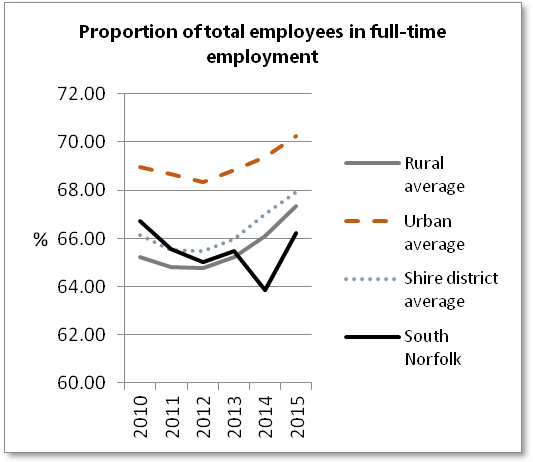 Proportion of total employees in full-time
employment
72.00
70.00
68.00
66.00
64.00
62.00
60.00
%
2010
2011
2012
2013
2014
2015
Rural
average
Urban
average
Shire district
average
South
Norfolk